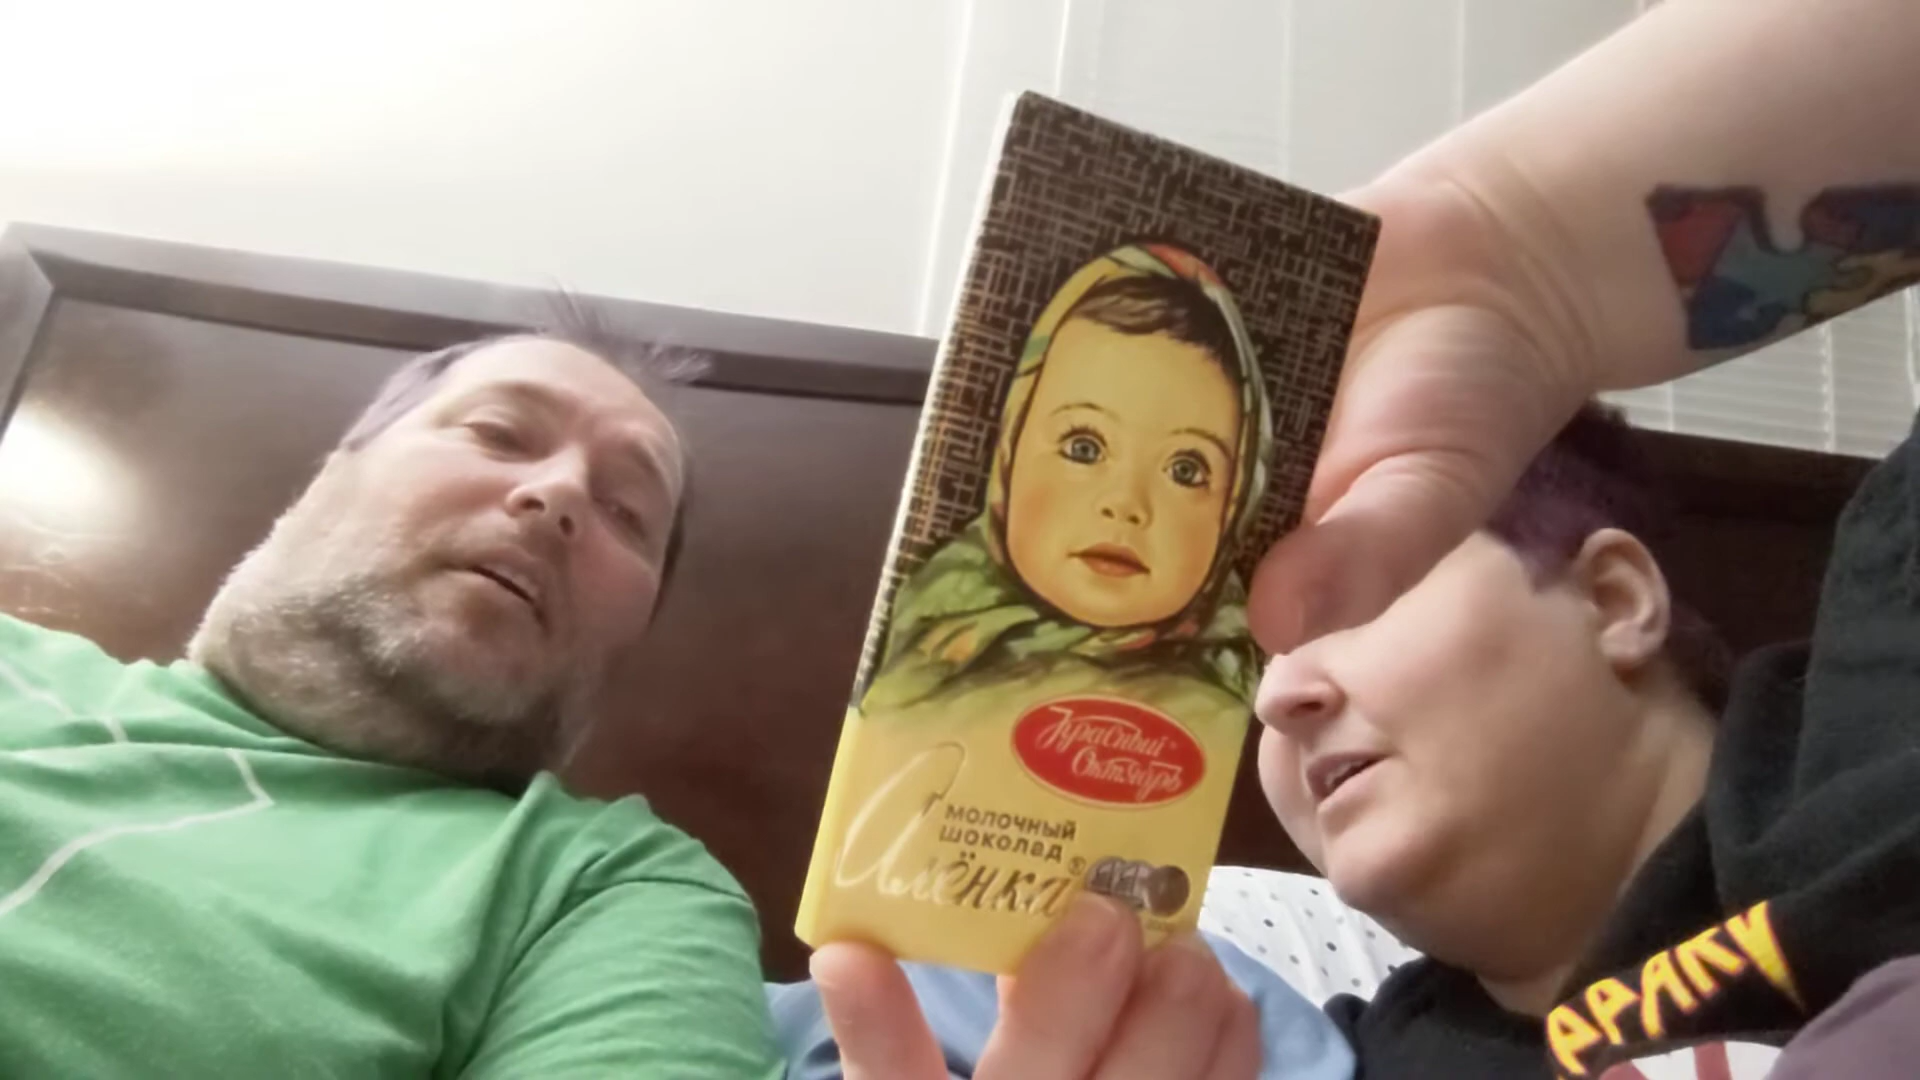 Красный
Октябрь
молочный
шоколад
Алёнка®